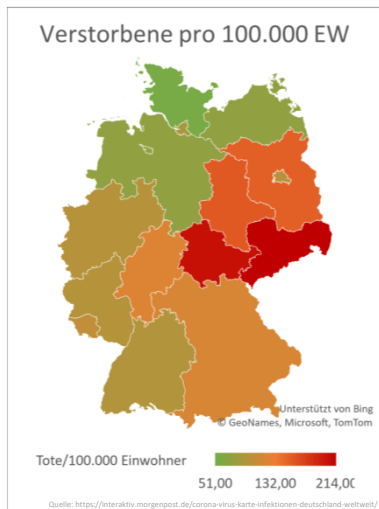 Verstorbene pro 100.000 EW
Unterstützt von Bing
© GeoNames, Microsoft, TomTom
Tote/100.000 Einwohner
51,00 132,00 214,00
Quelle: https://interaktiv.morgenpost.de/corona-virus-karte-infektionen-deutschland-weltweit/